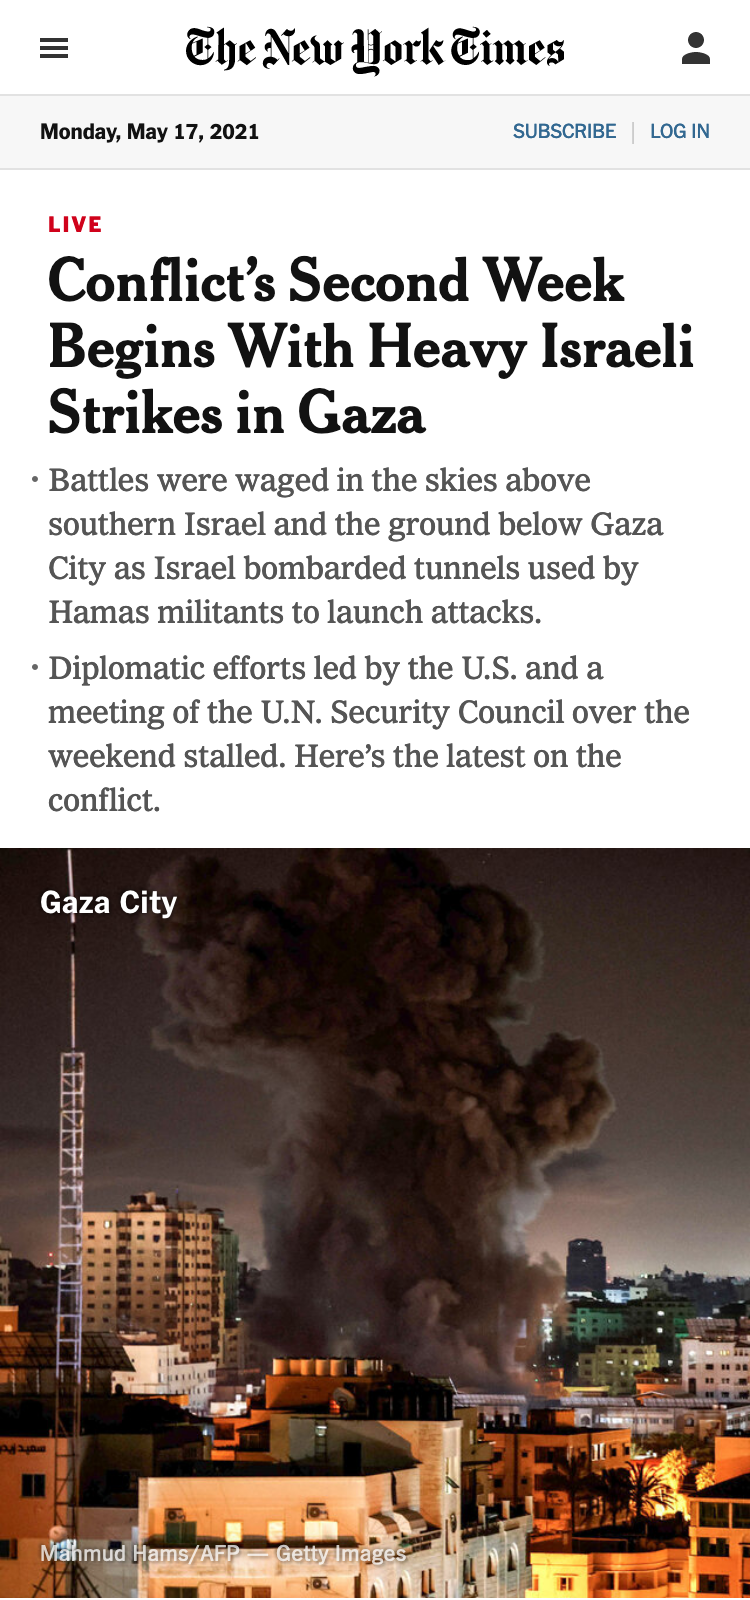 The New York Times
Monday, May 17, 2021
SUBSCRIBE | LOG IN
LIVE
Conflict’s Second Week
Begins With Heavy Israeli
Strikes in Gaza
• Battles were waged in the skies above
southern Israel and the ground below Gaza
City as Israel bombarded tunnels used by
Hamas militants to launch attacks.
• Diplomatic efforts led by the U.S. and a
meeting of the U.N. Security Council over the
weekend stalled. Here’s the latest on the
conflict.
Gaza City
Mahmud Hams/AFP — Getty Images